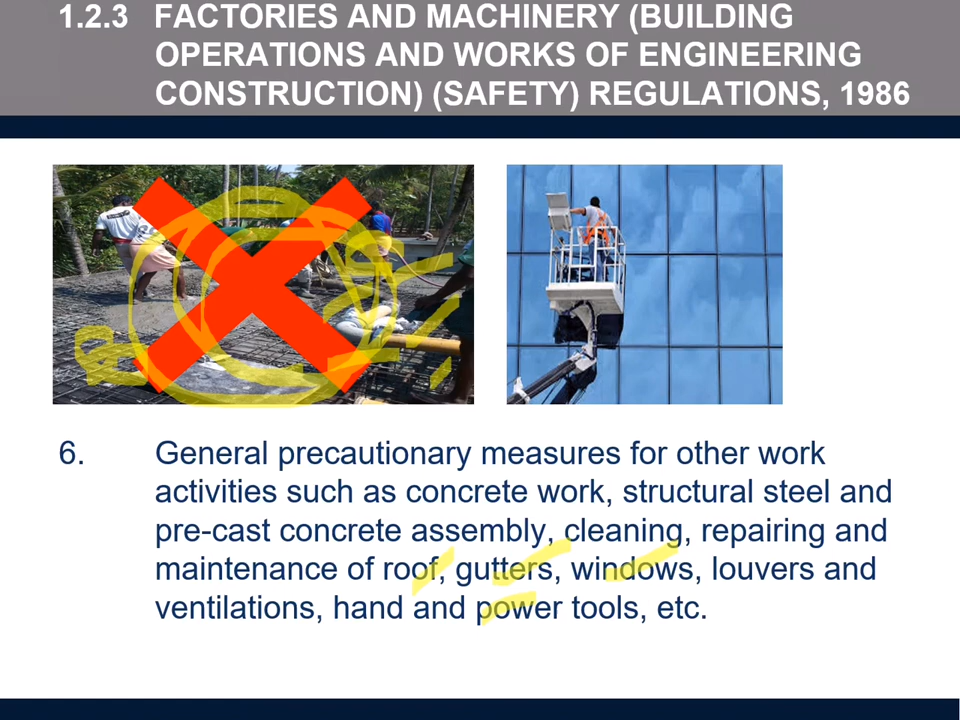 1.2.3 FACTORIES AND MACHINERY (BUILDING
OPERATIONS AND WORKS OF ENGINEERING
CONSTRUCTION) (SAFETY) REGULATIONS, 1986
6. General precautionary measures for other work
activities such as concrete work, structural steel and
pre-cast concrete assembly, cleaning, repairing and
maintenance of roof, gutters, windows, louvers and
ventilations, hand and power tools, etc.